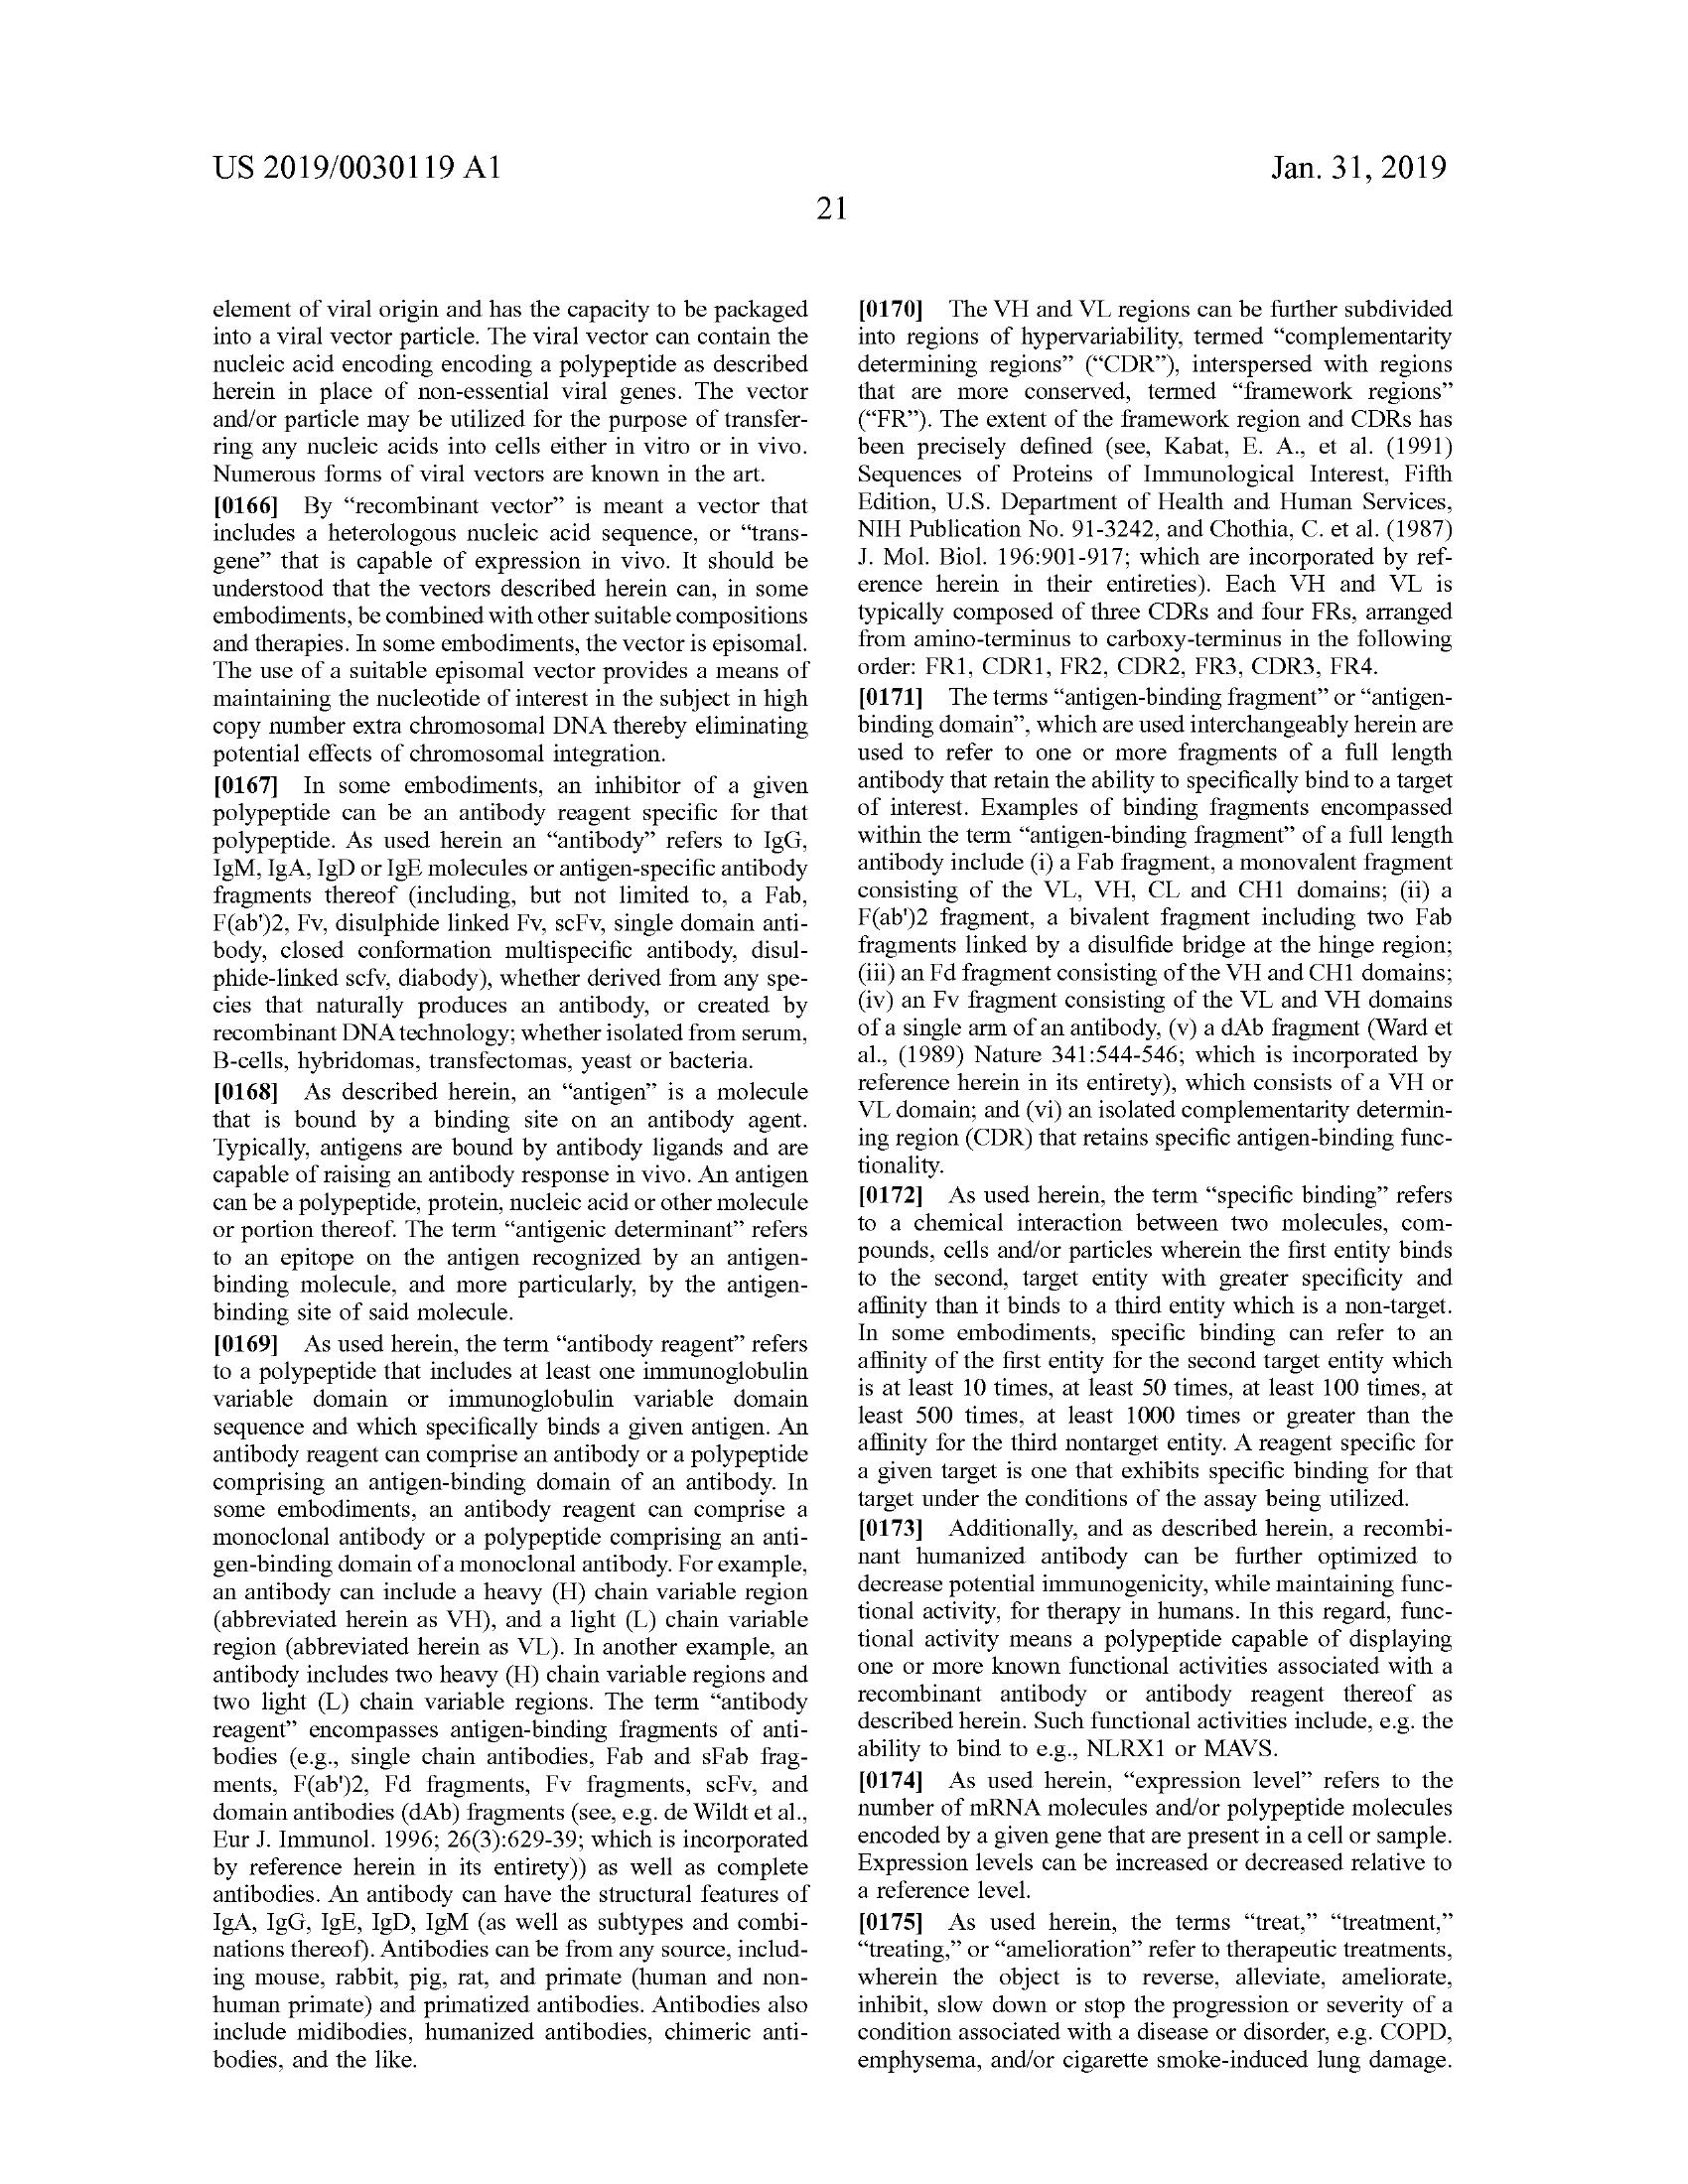 US 2019/0030119 A1
Jan. 31, 2019
21
element of viral origin and has the capacity to be packaged
into a viral vector particle. The viral vector can contain the
nucleic acid encoding encoding a polypeptide as described
herein in place of non-essential viral genes. The vector
and/or particle may be utilized for the purpose of transfer-
ring any nucleic acids into cells either in vitro or in vivo.
Numerous forms of viral vectors are known in the art.
[0166] By “recombinant vector” is meant a vector that
includes a heterologous nucleic acid sequence, or “trans-
gene” that is capable of expression in vivo. It should be
understood that the vectors described herein can, in some
embodiments, be combined with other suitable compositions
and therapies. In some embodiments, the vector is episomal.
The use of a suitable episomal vector provides a means of
maintaining the nucleotide of interest in the subject in high
copy number extra chromosomal DNA thereby eliminating
potential effects of chromosomal integration.
[0167] In some embodiments, an inhibitor of a given
polypeptide can be an antibody reagent specific for that
polypeptide. As used herein an “antibody” refers to IgG,
IgM, IgA, IgD or IgE molecules or antigen-specific antibody
fragments thereof (including, but not limited to, a Fab,
F(ab')2, Fv, disulphide linked Fv, scFv, single domain anti-
body, closed conformation multispecific antibody, disul-
phide-linked scfv, diabody), whether derived from any spe-
cies that naturally produces an antibody, or created by
recombinant DNA technology; whether isolated from serum,
B-cells, hybridomas, transfectomas, yeast or bacteria.
[0168] As described herein, an “antigen” is a molecule
that is bound by a binding site on an antibody agent.
Typically, antigens are bound by antibody ligands and are
capable of raising an antibody response in vivo. An antigen
can be a polypeptide, protein, nucleic acid or other molecule
or portion thereof. The term “antigenic determinant” refers
to an epitope on the antigen recognized by an antigen-
binding molecule, and more particularly, by the antigen-
binding site of said molecule.
[0169] As used herein, the term “antibody reagent” refers
to a polypeptide that includes at least one immunoglobulin
variable domain or immunoglobulin variable domain
sequence and which specifically binds a given antigen. An
antibody reagent can comprise an antibody or a polypeptide
comprising an antigen-binding domain of an antibody. In
some embodiments, an antibody reagent can comprise a
monoclonal antibody or a polypeptide comprising an anti-
gen-binding domain of a monoclonal antibody. For example,
an antibody can include a heavy (H) chain variable region
(abbreviated herein as VH), and a light (L) chain variable
region (abbreviated herein as VL). In another example, an
antibody includes two heavy (H) chain variable regions and
two light (L) chain variable regions. The term “antibody
reagent” encompasses antigen-binding fragments of anti-
bodies (e.g., single chain antibodies, Fab and sFab frag-
ments, F(ab')2, Fd fragments, Fv fragments, scFv, and
domain antibodies (dAb) fragments (see, e.g. de Wildt et al.,
Eur J. Immunol. 1996; 26(3):629-39; which is incorporated
by reference herein in its entirety)) as well as complete
antibodies. An antibody can have the structural features of
IgA, IgG, IgE, IgD, IgM (as well as subtypes and combi-
nations thereof). Antibodies can be from any source, includ-
ing mouse, rabbit, pig, rat, and primate (human and non-
human primate) and primatized antibodies. Antibodies also
include midibodies, humanized antibodies, chimeric anti-
bodies, and the like.
[0170] The VH and VL regions can be further subdivided
into regions of hypervariability, termed “complementarity
determining regions” (“CDR”), interspersed with regions
that are more conserved, termed “framework regions”
(“FR”). The extent of the framework region and CDRs has
been precisely defined (see, Kabat, E. A., et al. (1991)
Sequences of Proteins of Immunological Interest, Fifth
Edition, U.S. Department of Health and Human Services,
NIH Publication No. 91-3242, and Chothia, C. et al. (1987)
J. Mol. Biol. 196:901-917; which are incorporated by ref-
erence herein in their entireties). Each VH and VL is
typically composed of three CDRs and four FRs, arranged
from amino-terminus to carboxy-terminus in the following
order: FR1, CDR1, FR2, CDR2, FR3, CDR3, FR4.
[0171] The terms “antigen-binding fragment” or “antigen-
binding domain”, which are used interchangeably herein are
used to refer to one or more fragments of a full length
antibody that retain the ability to specifically bind to a target
of interest. Examples of binding fragments encompassed
within the term “antigen-binding fragment” of a full length
antibody include (i) a Fab fragment, a monovalent fragment
consisting of the VL, VH, CL and CH1 domains; (ii) a
F(ab')2 fragment, a bivalent fragment including two Fab
fragments linked by a disulfide bridge at the hinge region;
(iii) an Fd fragment consisting of the VH and CH1 domains;
(iv) an Fv fragment consisting of the VL and VH domains
of a single arm of an antibody, (v) a dAb fragment (Ward et
al., (1989) Nature 341:544-546; which is incorporated by
reference herein in its entirety), which consists of a VH or
VL domain; and (vi) an isolated complementarity determin-
ing region (CDR) that retains specific antigen-binding func-
tionality.
[0172] As used herein, the term “specific binding” refers
to a chemical interaction between two molecules, com-
pounds, cells and/or particles wherein the first entity binds
to the second, target entity with greater specificity and
affinity than it binds to a third entity which is a non-target.
In some embodiments, specific binding can refer to an
affinity of the first entity for the second target entity which
is at least 10 times, at least 50 times, at least 100 times, at
least 500 times, at least 1000 times or greater than the
affinity for the third nontarget entity. A reagent specific for
a given target is one that exhibits specific binding for that
target under the conditions of the assay being utilized.
[0173] Additionally, and as described herein, a recombi-
nant humanized antibody can be further optimized to
decrease potential immunogenicity, while maintaining func-
tional activity, for therapy in humans. In this regard, func-
tional activity means a polypeptide capable of displaying
one or more known functional activities associated with a
recombinant antibody or antibody reagent thereof as
described herein. Such functional activities include, e.g. the
ability to bind to e.g., NLRX1 or MAVS.
[0174] As used herein, “expression level” refers to the
number of mRNA molecules and/or polypeptide molecules
encoded by a given gene that are present in a cell or sample.
Expression levels can be increased or decreased relative to
a reference level.
[0175] As used herein, the terms “treat,” “treatment,”
“treating,” or “amelioration” refer to therapeutic treatments,
wherein the object is to reverse, alleviate, ameliorate,
inhibit, slow down or stop the progression or severity of a
condition associated with a disease or disorder, e.g. COPD,
emphysema, and/or cigarette smoke-induced lung damage.